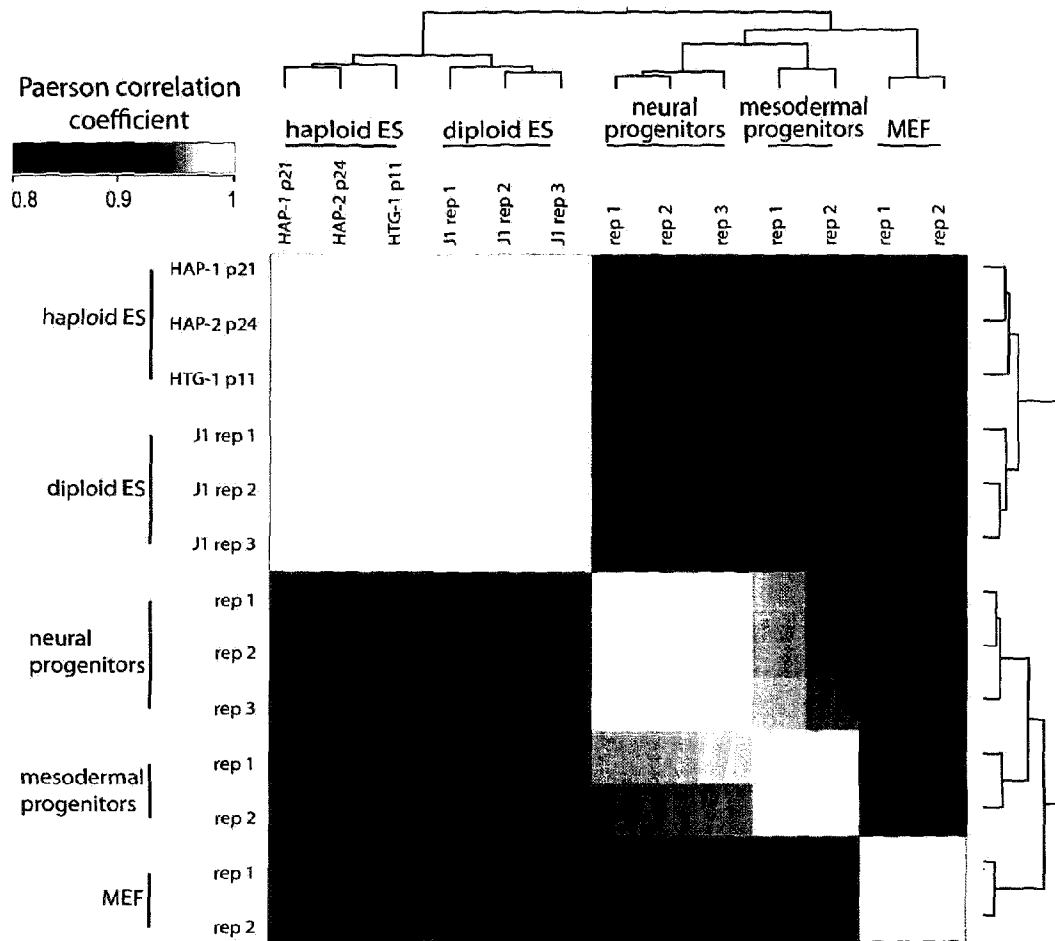 Paerson correlation
coefficient
0.8
0.9
1
haploid ES
diploid ES
neural
progenitors
mesodermal
progenitors
MEF
HAP-1 p21
HAP-2 p24
HTG-1 p11
J1 rep 1
J1 rep 2
J1 rep 3
rep 1
rep 2
rep 3
rep 1
rep 2
rep 1
rep 2
haploid ES
HAP-1 p21
HAP-2 p24
HTG-1 p11
diploid ES
J1 rep 1
J1 rep 2
J1 rep 3
neural
progenitors
rep 1
rep 2
rep 3
mesodermal
progenitors
rep 1
rep 2
MEF
rep 1
rep 2